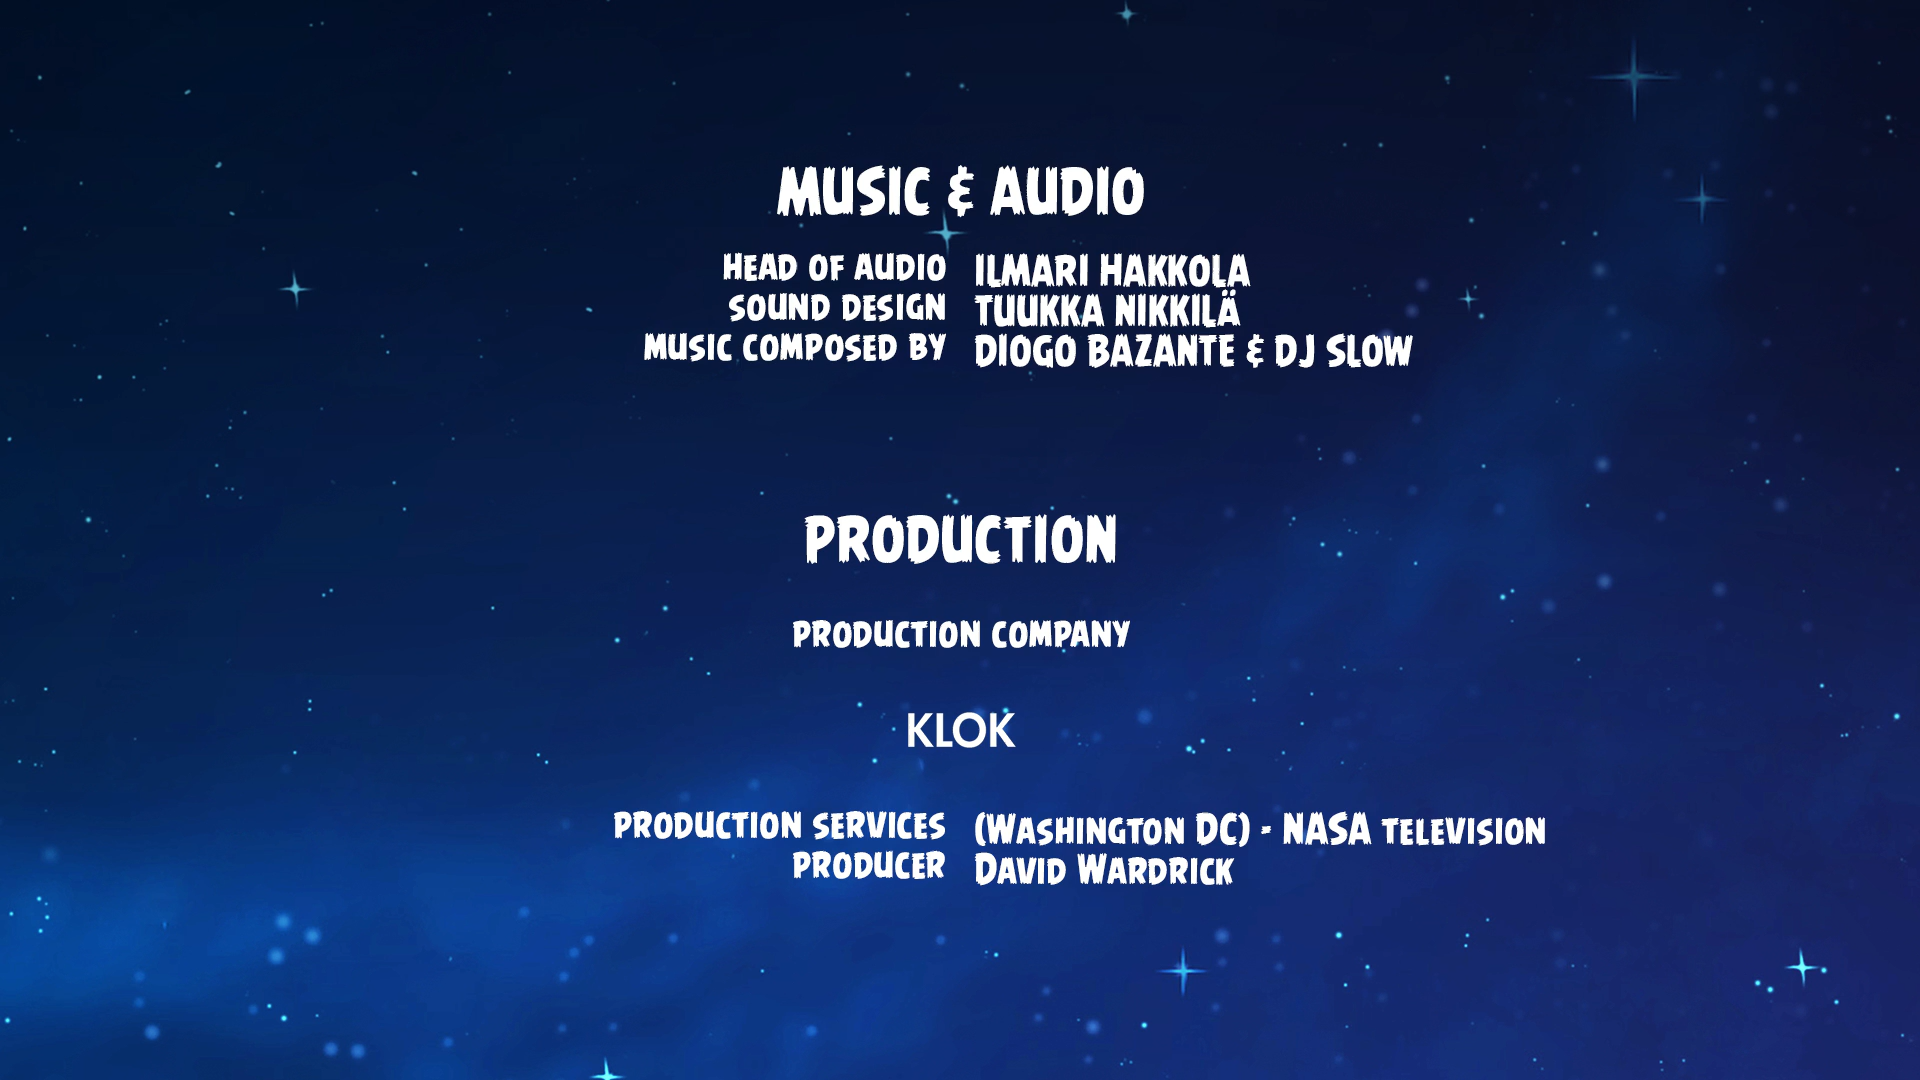 MUSIC & AUDIO
HEAD OF AUDIO ILMARI HAKKOLA
SOUND DESIGN TUUKKA NIKKILÄ
MUSIC COMPOSED BY DIOGO BAZANTE & DJ SLOW
PRODUCTION
PRODUCTION COMPANY
KLOK
PRODUCTION SERVICES (WASHINGTON DC) - NASA TELEVISION
PRODUCER DAVID WARDRICK